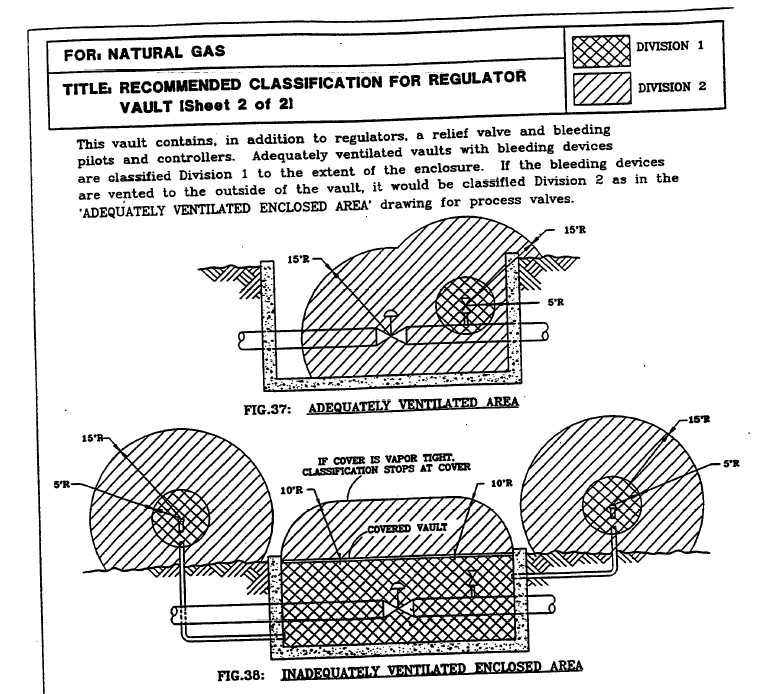 FOR: NATURAL GAS
TITLE: RECOMMENDED CLASSIFICATION FOR REGULATOR
VAULT (Sheet 2 of 2)
DIVISION 1
DIVISION 2
This vault contains, in addition to regulators, a relief valve and bleeding
pilots and controllers. Adequately ventilated vaults with bleeding devices
are classified Division 1 to the extent of the enclosure. If the bleeding devices
are vented to the outside of the vault, it would be classified Division 2 as in the
'ADEQUATELY VENTILATED ENCLOSED AREA' drawing for process valves.
15'R
15'R
5'R
FIG.37: ADEQUATELY VENTILATED AREA
15'R
5'R
IF COVER IS VAPOR TIGHT,
CLASSIFICATION STOPS AT COVER
10'R
10'R
COVERED VAULT
15'R
5'R
FIG.38: INADEQUATELY VENTILATED ENCLOSED AREA